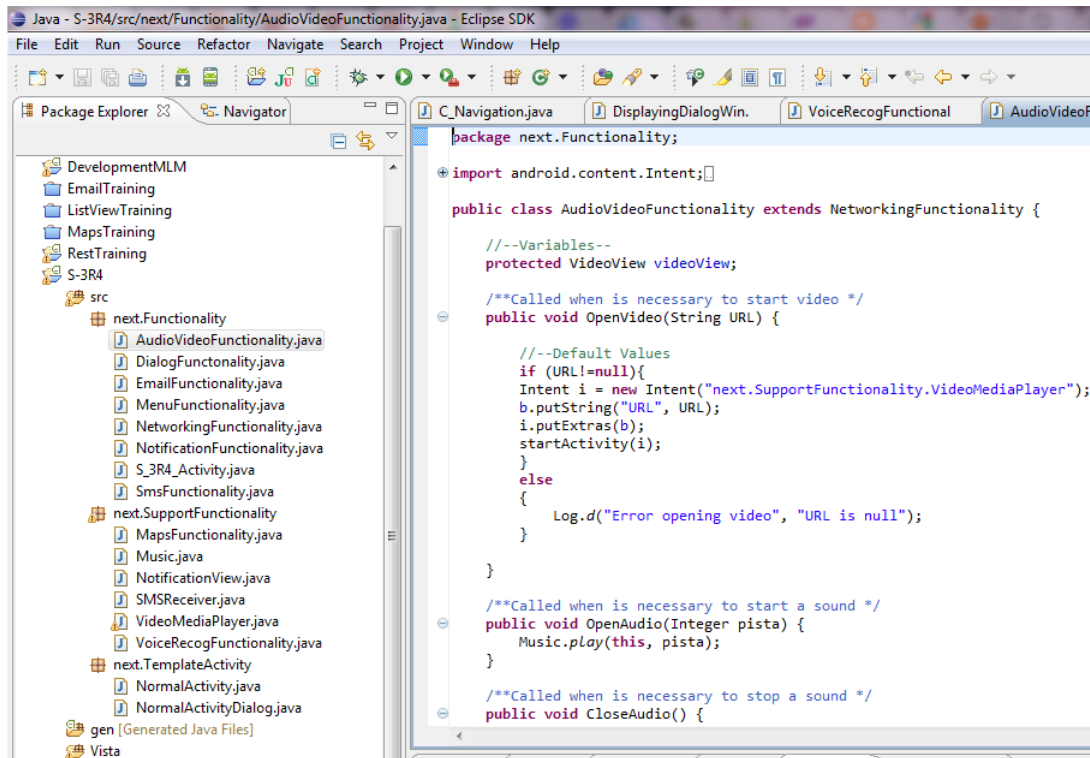 Java - S-3R4/src/next/Functionality/AudioVideoFunctionality.java - Eclipse SDK
File Edit Run Source Refactor Navigate Search Project Window Help
Package Explorer Navigator
DevelopmentMLM
EmailTraining
ListViewTraining
MapsTraining
RestTraining
S-3R4
src
next.Functionality
AudioVideoFunctionality.java
DialogFunctonality.java
EmailFunctionality.java
MenuFunctionality.java
NetworkingFunctionality.java
NotificationFunctionality.java
S_3R4_Activity.java
SmsFunctionality.java
next.SupportFunctionality
MapsFunctionality.java
Music.java
NotificationView.java
SMSReceiver.java
VideoMediaPlayer.java
VoiceRecogFunctionality.java
next.TemplateActivity
NormalActivity.java
NormalActivityDialog.java
gen [Generated Java Files]
Vista
C_Navigation.java DisplayingDialogWin. VoiceRecogFunctional AudioVideoF
package next.Functionality;
import android.content.Intent;
public class AudioVideoFunctionality extends NetworkingFunctionality {
//--Variables--
protected VideoView videoView;
/**Called when is necessary to start video */
public void OpenVideo(String URL) {
//--Default Values
if (URL!=null){
Intent i = new Intent("next.SupportFunctionality.VideoMediaPlayer");
b.putString("URL", URL);
i.putExtras(b);
startActivity(i);
}
else
{
Log.d("Error opening video", "URL is null");
}
}
/**Called when is necessary to start a sound */
public void OpenAudio(Integer pista) {
Music.play(this, pista);
}
/**Called when is necessary to stop a sound */
public void CloseAudio() {